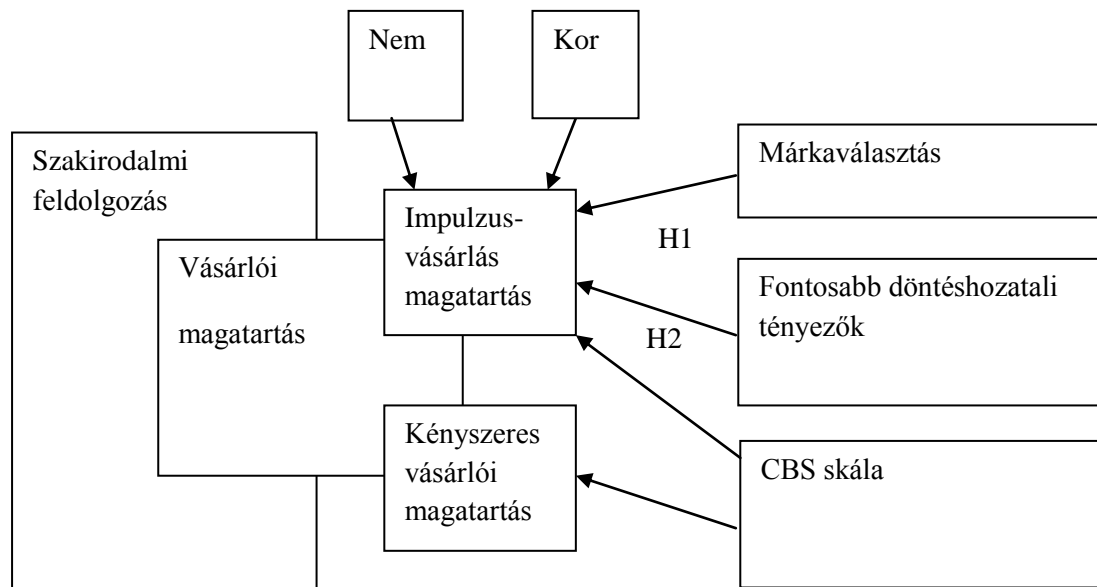 Nem
Kor
Szakirodalmi
feldolgozás
Márkaválasztás
Impulzus-
vásárlás
magatartás
H1
Vásárlói
magatartás
Fontosabb döntéshozatali
tényezők
H2
Kényszeres
vásárlói
magatartás
CBS skála